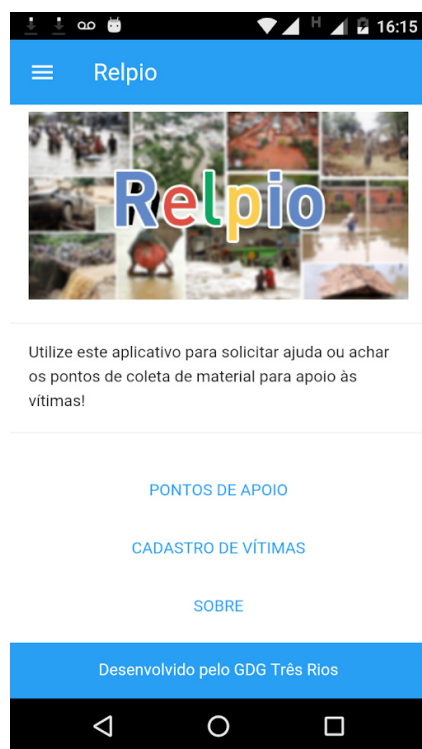 H 16:15
Relpio
Relpio
Utilize este aplicativo para solicitar ajuda ou achar
os pontos de coleta de material para apoio às
vítimas!
PONTOS DE APOIO
CADASTRO DE VÍTIMAS
SOBRE
Desenvolvido pelo GDG Três Rios